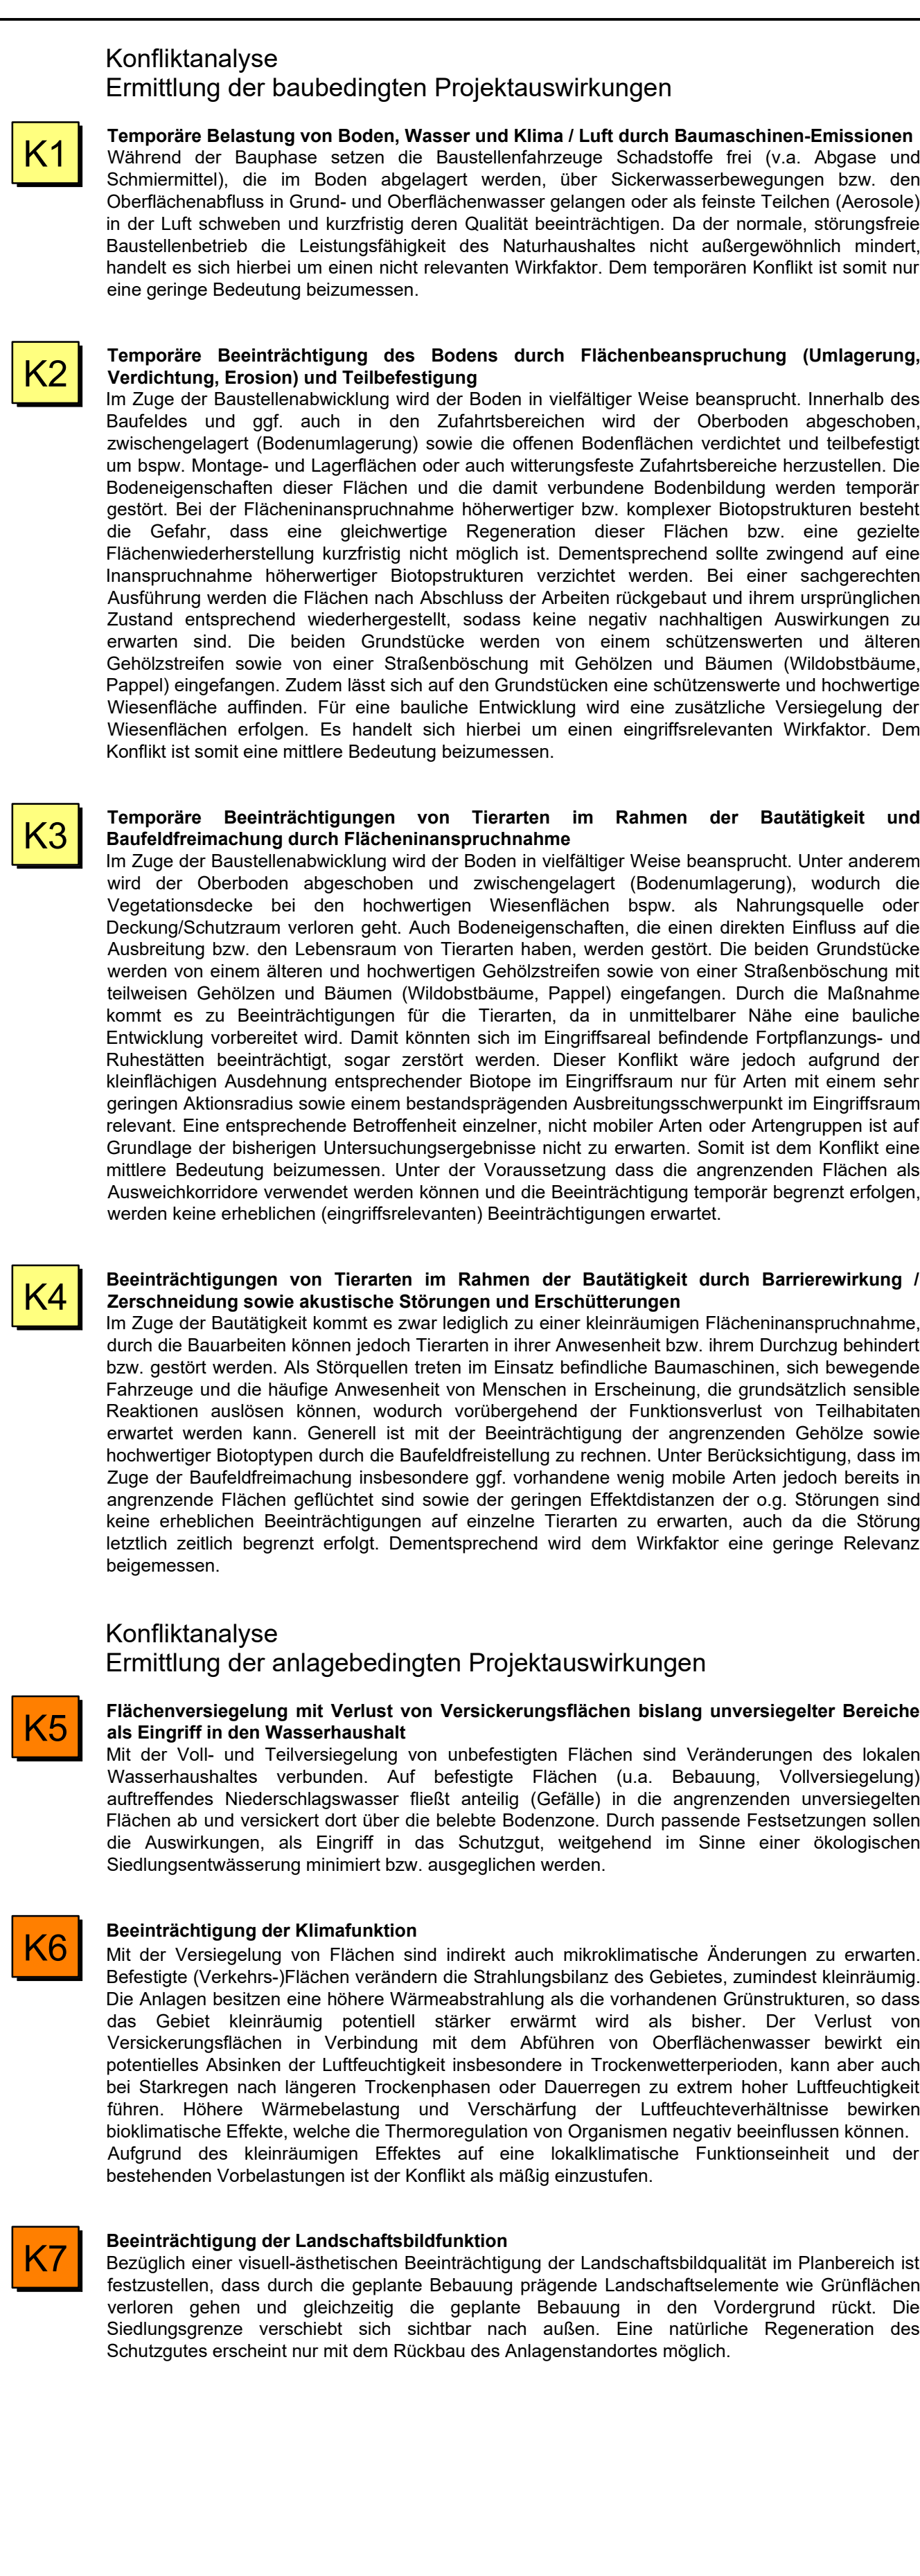 Konfliktanalyse
Ermittlung der baubedingten Projektauswirkungen
K1
Temporäre Belastung von Boden, Wasser und Klima / Luft durch Baumaschinen-Emissionen
Während der Bauphase setzen die Baustellenfahrzeuge Schadstoffe frei (v.a. Abgase und
Schmiermittel), die im Boden abgelagert werden, über Sickerwasserbewegungen bzw. den
Oberflächenabfluss in Grund- und Oberflächenwasser gelangen oder als feinste Teilchen (Aerosole)
in der Luft schweben und kurzfristig deren Qualität beeinträchtigen. Da der normale, störungsfreie
Baustellenbetrieb die Leistungsfähigkeit des Naturhaushaltes nicht außergewöhnlich mindert,
handelt es sich hierbei um einen nicht relevanten Wirkfaktor. Dem temporären Konflikt ist somit nur
eine geringe Bedeutung beizumessen.
K2
Temporäre Beeinträchtigung des Bodens durch Flächenbeanspruchung (Umlagerung,
Verdichtung, Erosion) und Teilbefestigung
Im Zuge der Baustellenabwicklung wird der Boden in vielfältiger Weise beansprucht. Innerhalb des
Baufeldes und ggf. auch in den Zufahrtsbereichen wird der Oberboden abgeschoben,
zwischengelagert (Bodenumlagerung) sowie die offenen Bodenflächen verdichtet und teilbefestigt
um bspw. Montage- und Lagerflächen oder auch witterungsfeste Zufahrtsbereiche herzustellen. Die
Bodeneigenschaften dieser Flächen und die damit verbundene Bodenbildung werden temporär
gestört. Bei der Flächeninanspruchnahme höherwertiger bzw. komplexer Biotopstrukturen besteht
die Gefahr, dass eine gleichwertige Regeneration dieser Flächen bzw. eine gezielte
Flächenwiederherstellung kurzfristig nicht möglich ist. Dementsprechend sollte zwingend auf eine
Inanspruchnahme höherwertiger Biotopstrukturen verzichtet werden. Bei einer sachgerechten
Ausführung werden die Flächen nach Abschluss der Arbeiten rückgebaut und ihrem ursprünglichen
Zustand entsprechend wiederhergestellt, sodass keine negativ nachhaltigen Auswirkungen zu
erwarten sind. Die beiden Grundstücke werden von einem schützenswerten und älteren
Gehölzstreifen sowie von einer Straßenböschung mit Gehölzen und Bäumen (Wildobstbäume,
Pappel) eingefangen. Zudem lässt sich auf den Grundstücken eine schützenswerte und hochwertige
Wiesenfläche auffinden. Für eine bauliche Entwicklung wird eine zusätzliche Versiegelung der
Wiesenflächen erfolgen. Es handelt sich hierbei um einen eingriffsrelevanten Wirkfaktor. Dem
Konflikt ist somit eine mittlere Bedeutung beizumessen.
K3
Temporäre Beeinträchtigungen von Tierarten im Rahmen der Bautätigkeit und
Baufeldfreimachung durch Flächeninanspruchnahme
Im Zuge der Baustellenabwicklung wird der Boden in vielfältiger Weise beansprucht. Unter anderem
wird der Oberboden abgeschoben und zwischengelagert (Bodenumlagerung), wodurch die
Vegetationsdecke bei den hochwertigen Wiesenflächen bspw. als Nahrungsquelle oder
Deckung/Schutzraum verloren geht. Auch Bodeneigenschaften, die einen direkten Einfluss auf die
Ausbreitung bzw. den Lebensraum von Tierarten haben, werden gestört. Die beiden Grundstücke
werden von einem älteren und hochwertigen Gehölzstreifen sowie von einer Straßenböschung mit
teilweisen Gehölzen und Bäumen (Wildobstbäume, Pappel) eingefangen. Durch die Maßnahme
kommt es zu Beeinträchtigungen für die Tierarten, da in unmittelbarer Nähe eine bauliche
Entwicklung vorbereitet wird. Damit könnten sich im Eingriffsareal befindende Fortpflanzungs- und
Ruhestätten beeinträchtigt, sogar zerstört werden. Dieser Konflikt wäre jedoch aufgrund der
kleinflächigen Ausdehnung entsprechender Biotope im Eingriffsraum nur für Arten mit einem sehr
geringen Aktionsradius sowie einem bestandsprägenden Ausbreitungsschwerpunkt im Eingriffsraum
relevant. Eine entsprechende Betroffenheit einzelner, nicht mobiler Arten oder Artengruppen ist auf
Grundlage der bisherigen Untersuchungsergebnisse nicht zu erwarten. Somit ist dem Konflikt eine
mittlere Bedeutung beizumessen. Unter der Voraussetzung dass die angrenzenden Flächen als
Ausweichkorridore verwendet werden können und die Beeinträchtigung temporär begrenzt erfolgen,
werden keine erheblichen (eingriffsrelevanten) Beeinträchtigungen erwartet.
K4
Beeinträchtigungen von Tierarten im Rahmen der Bautätigkeit durch Barrierewirkung /
Zerschneidung sowie akustische Störungen und Erschütterungen
Im Zuge der Bautätigkeit kommt es zwar lediglich zu einer kleinräumigen Flächeninanspruchnahme,
durch die Bauarbeiten können jedoch Tierarten in ihrer Anwesenheit bzw. ihrem Durchzug behindert
bzw. gestört werden. Als Störquellen treten im Einsatz befindliche Baumaschinen, sich bewegende
Fahrzeuge und die häufige Anwesenheit von Menschen in Erscheinung, die grundsätzlich sensible
Reaktionen auslösen können, wodurch vorübergehend der Funktionsverlust von Teilhabitaten
erwartet werden kann. Generell ist mit der Beeinträchtigung der angrenzenden Gehölze sowie
hochwertiger Biotoptypen durch die Baufeldfreistellung zu rechnen. Unter Berücksichtigung, dass im
Zuge der Baufeldfreimachung insbesondere ggf. vorhandene wenig mobile Arten jedoch bereits in
angrenzende Flächen geflüchtet sind sowie der geringen Effektdistanzen der o.g. Störungen sind
keine erheblichen Beeinträchtigungen auf einzelne Tierarten zu erwarten, auch da die Störung
letztlich zeitlich begrenzt erfolgt. Dementsprechend wird dem Wirkfaktor eine geringe Relevanz
beigemessen.
Konfliktanalyse
Ermittlung der anlagebedingten Projektauswirkungen
K5
Flächenversiegelung mit Verlust von Versickerungsflächen bislang unversiegelter Bereiche
als Eingriff in den Wasserhaushalt
Mit der Voll- und Teilversiegelung von unbefestigten Flächen sind Veränderungen des lokalen
Wasserhaushaltes verbunden. Auf befestigte Flächen (u.a. Bebauung, Vollversiegelung)
auftreffendes Niederschlagswasser fließt anteilig (Gefälle) in die angrenzenden unversiegelten
Flächen ab und versickert dort über die belebte Bodenzone. Durch passende Festsetzungen sollen
die Auswirkungen, als Eingriff in das Schutzgut, weitgehend im Sinne einer ökologischen
Siedlungsentwässerung minimiert bzw. ausgeglichen werden.
K6
Beeinträchtigung der Klimafunktion
Mit der Versiegelung von Flächen sind indirekt auch mikroklimatische Änderungen zu erwarten.
Befestigte (Verkehrs-)Flächen verändern die Strahlungsbilanz des Gebietes, zumindest kleinräumig.
Die Anlagen besitzen eine höhere Wärmeabstrahlung als die vorhandenen Grünstrukturen, so dass
das Gebiet kleinräumig potentiell stärker erwärmt wird als bisher. Der Verlust von
Versickerungsflächen in Verbindung mit dem Abführen von Oberflächenwasser bewirkt ein
potentielles Absinken der Luftfeuchtigkeit insbesondere in Trockenwetterperioden, kann aber auch
bei Starkregen nach längeren Trockenphasen oder Dauerregen zu extrem hoher Luftfeuchtigkeit
führen. Höhere Wärmebelastung und Verschärfung der Luftfeuchteverhältnisse bewirken
bioklimatische Effekte, welche die Thermoregulation von Organismen negativ beeinflussen können.
Aufgrund des kleinräumigen Effektes auf eine lokalklimatische Funktionseinheit und der
bestehenden Vorbelastungen ist der Konflikt als mäßig einzustufen.
K7
Beeinträchtigung der Landschaftsbildfunktion
Bezüglich einer visuell-ästhetischen Beeinträchtigung der Landschaftsbildqualität im Planbereich ist
festzustellen, dass durch die geplante Bebauung prägende Landschaftselemente wie Grünflächen
verloren gehen und gleichzeitig die geplante Bebauung in den Vordergrund rückt. Die
Siedlungsgrenze verschiebt sich sichtbar nach außen. Eine natürliche Regeneration des
Schutzgutes erscheint nur mit dem Rückbau des Anlagenstandortes möglich.